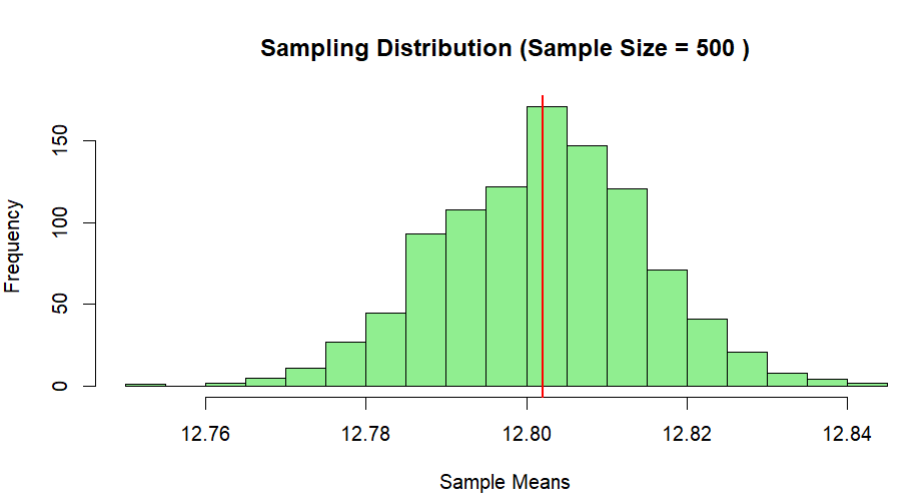 Sampling Distribution (Sample Size = 500 )
Frequency
150
100
50
0
12.76 12.78 12.80 12.82 12.84
Sample Means